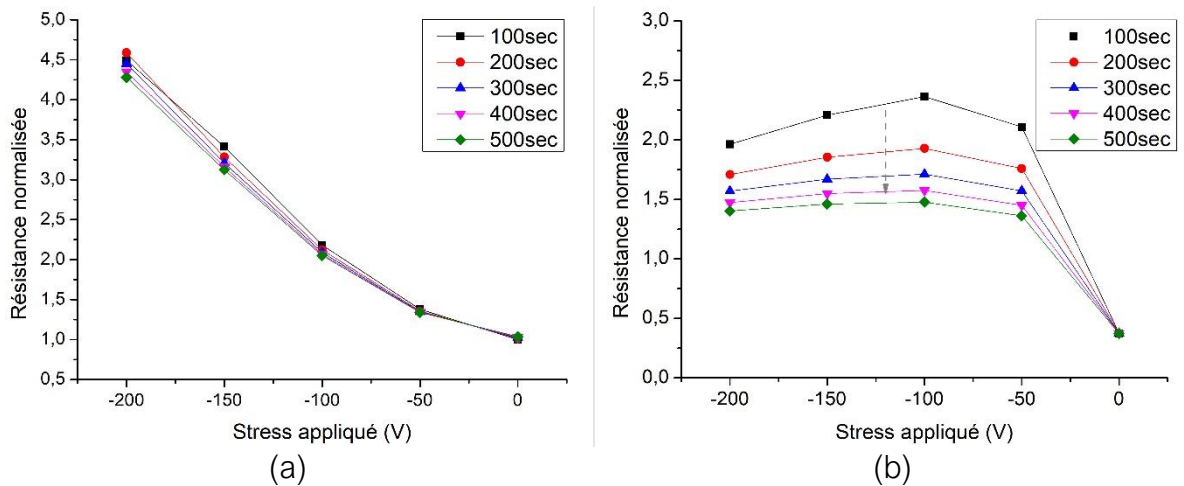 5,0
4,5
4,0
3,5
3,0
2,5
2,0
1,5
1,0
0,5
Résistance normalisée
100sec
200sec
300sec
400sec
500sec
-200 -150 -100 -50 0
Stress appliqué (V)
(a)
3,0
2,5
2,0
1,5
1,0
0,5
0,0
Résistance normalisée
100sec
200sec
300sec
400sec
500sec
-200 -150 -100 -50 0
Stress appliqué (V)
(b)